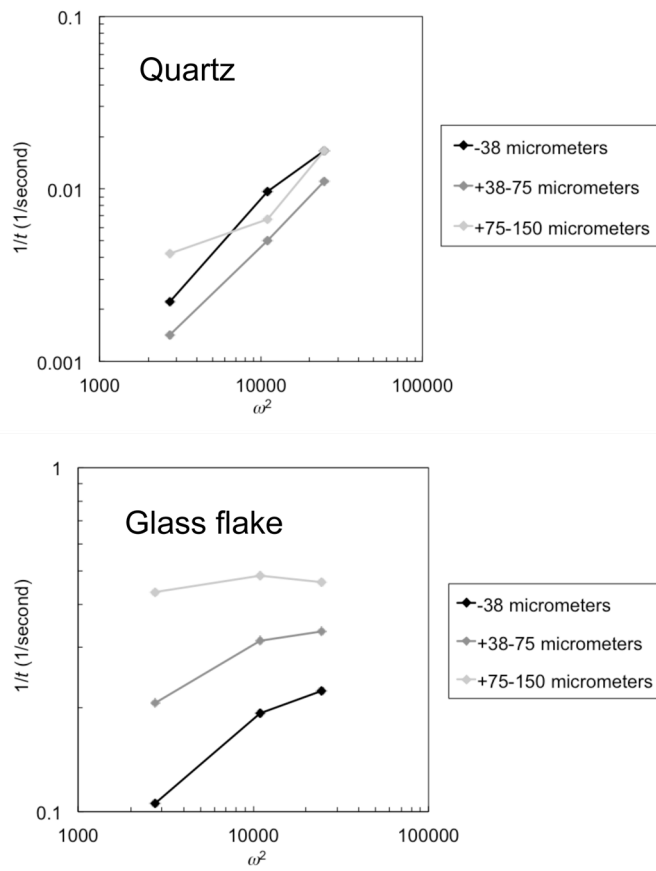 0.1
Quartz
0.01
0.001
1/t (1/second)
1000
10000
100000
ω²
-38 micrometers
+38-75 micrometers
+75-150 micrometers
1
Glass flake
0.1
1/t (1/second)
1000
10000
100000
ω²
-38 micrometers
+38-75 micrometers
+75-150 micrometers